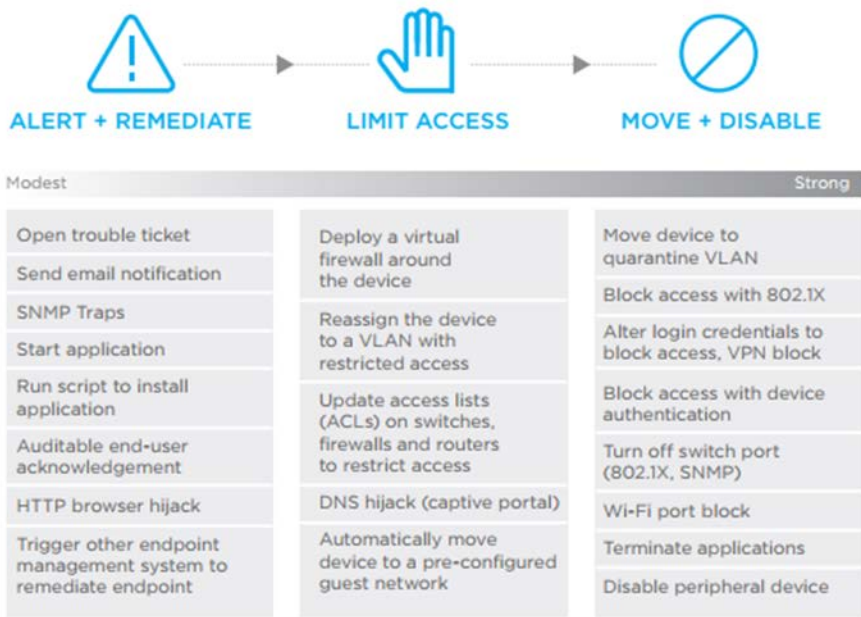 ALERT + REMEDIATE
LIMIT ACCESS
MOVE + DISABLE
Modest
Strong
Open trouble ticket
Send email notification
SNMP Traps
Start application
Run script to install
application
Auditable end-user
acknowledgement
HTTP browser hijack
Trigger other endpoint
management system to
remediate endpoint
Deploy a virtual
firewall around
the device
Reassign the device
to a VLAN with
restricted access
Update access lists
(ACLs) on switches,
firewalls and routers
to restrict access
DNS hijack (captive portal)
Automatically move
device to a pre-configured
guest network
Move device to
quarantine VLAN
Block access with 802.1X
Alter login credentials to
block access, VPN block
Block access with device
authentication
Turn off switch port
(802.1X, SNMP)
Wi-Fi port block
Terminate applications
Disable peripheral device